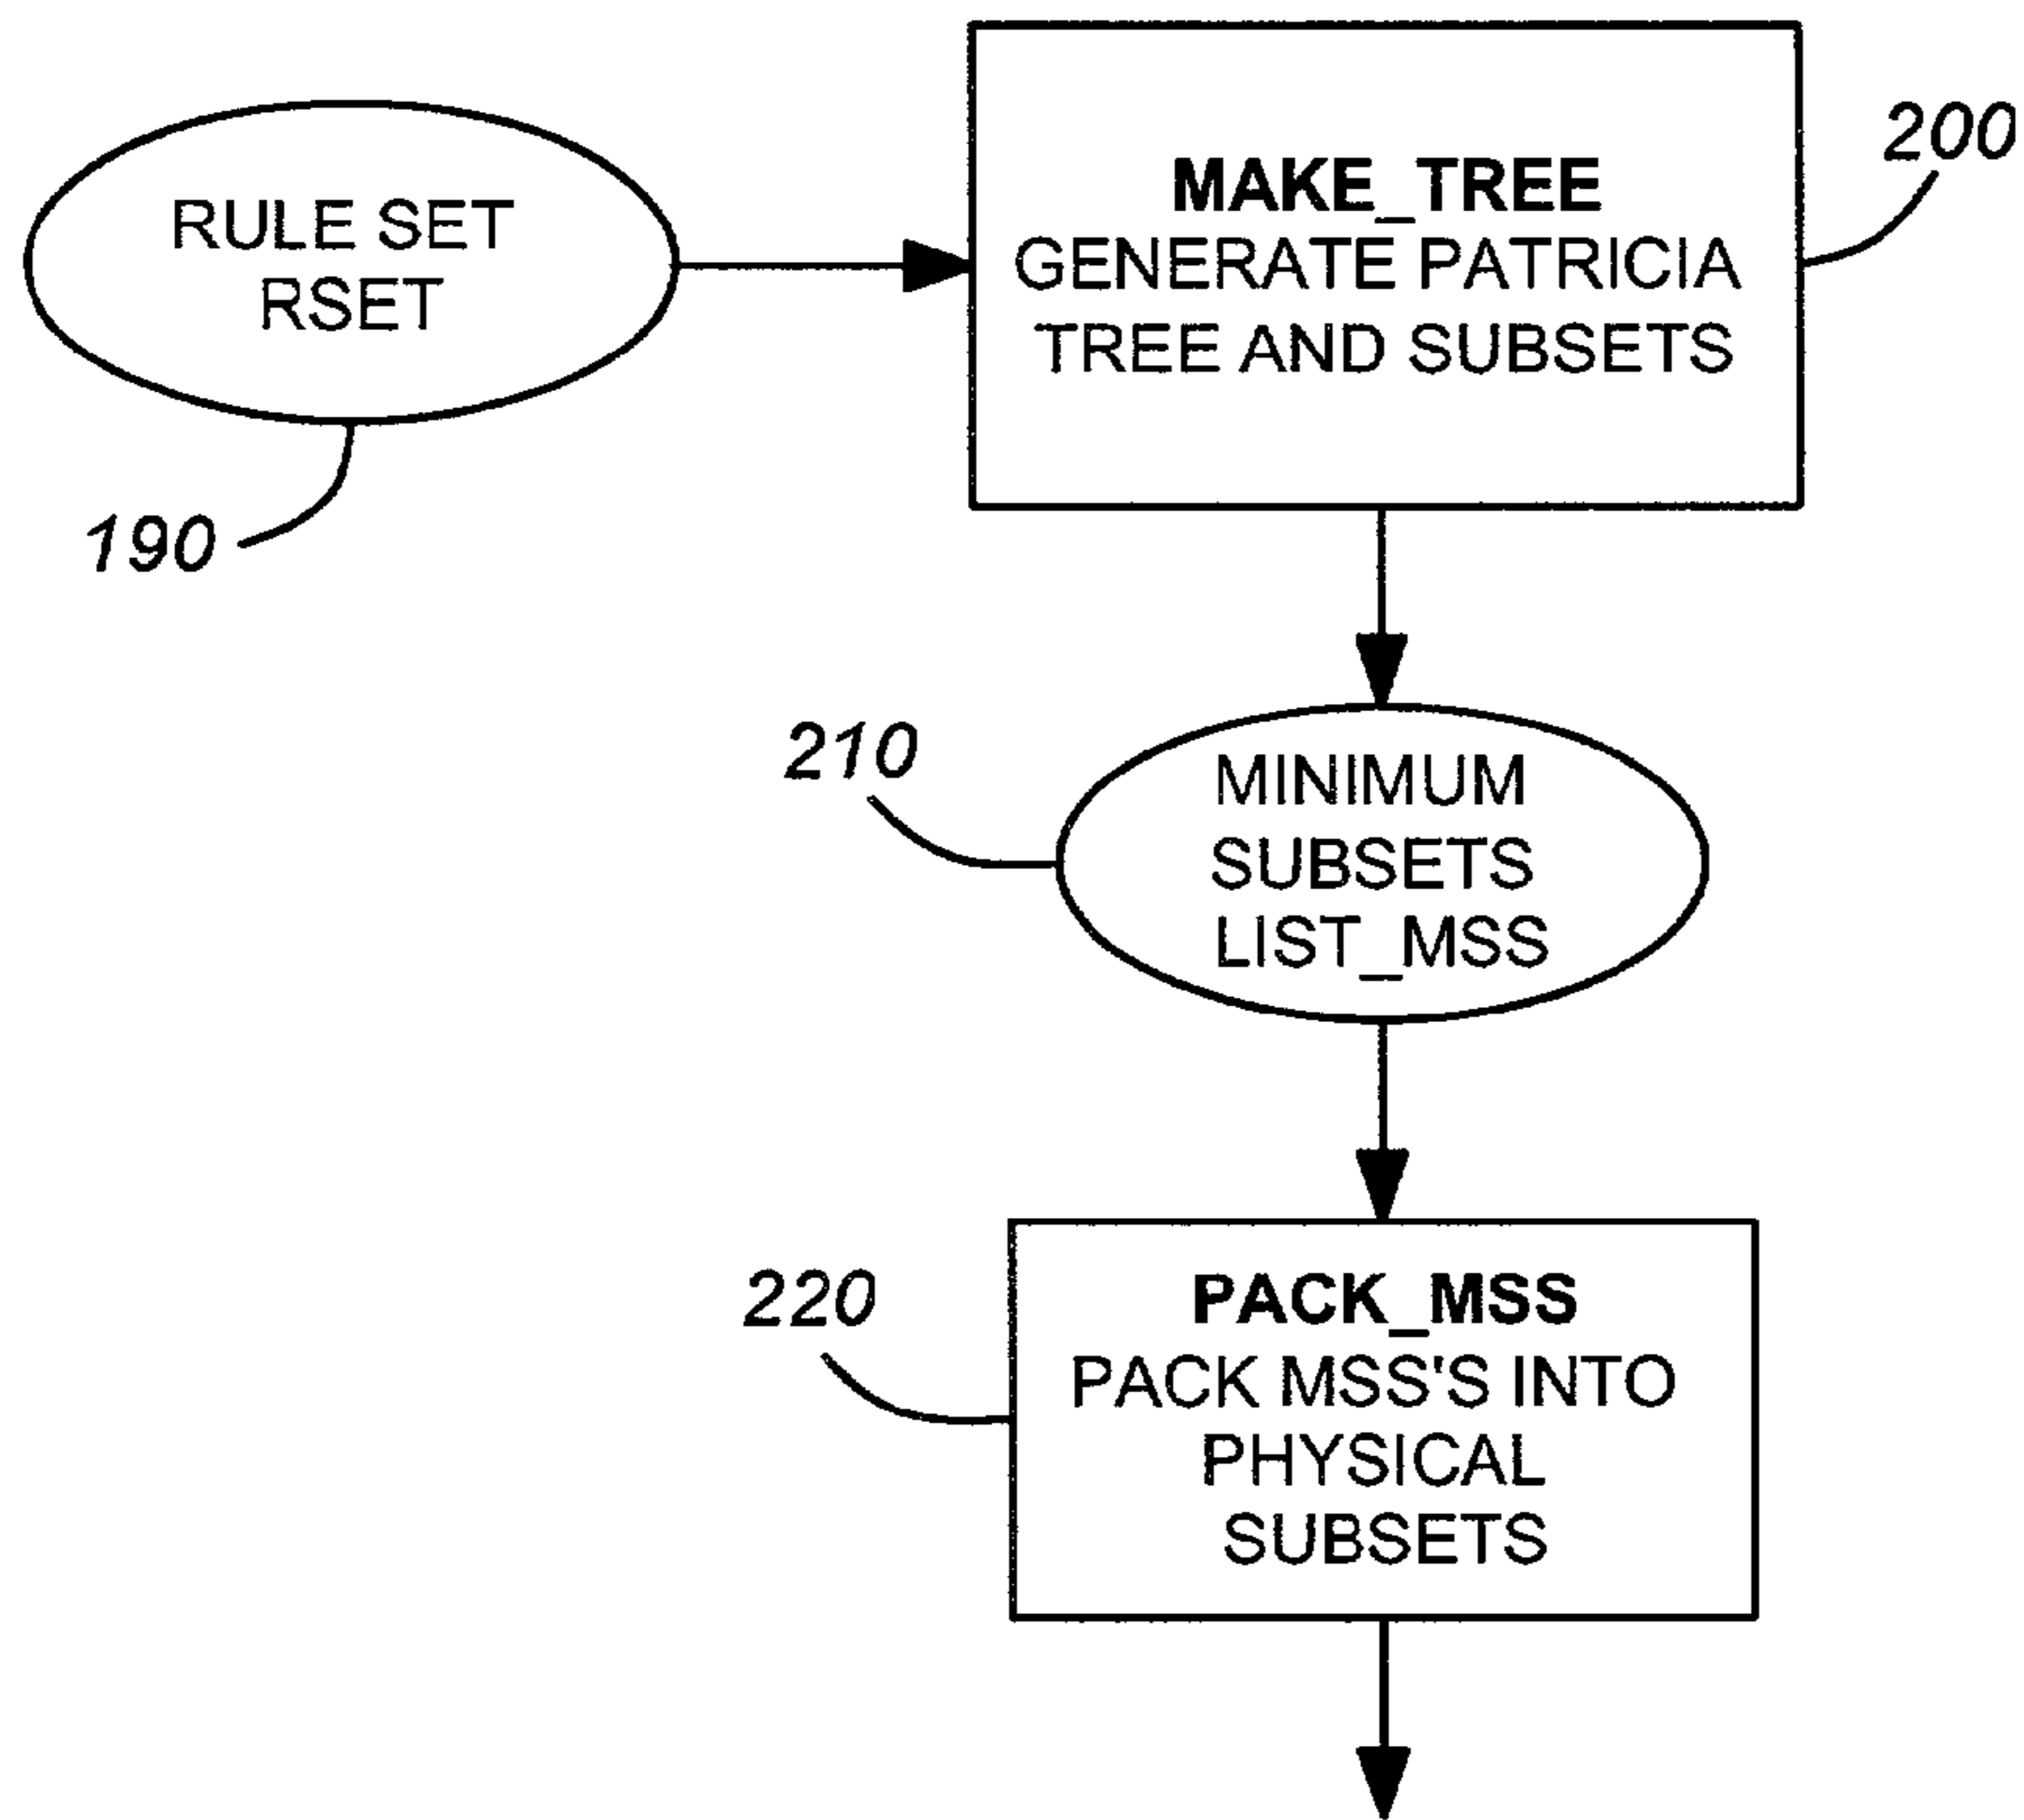 RULE SET
RSET
190
MAKE_TREE
GENERATE PATRICIA
TREE AND SUBSETS
200
210
MINIMUM
SUBSETS
LIST_MSS
220
PACK_MSS
PACK MSS'S INTO
PHYSICAL
SUBSETS